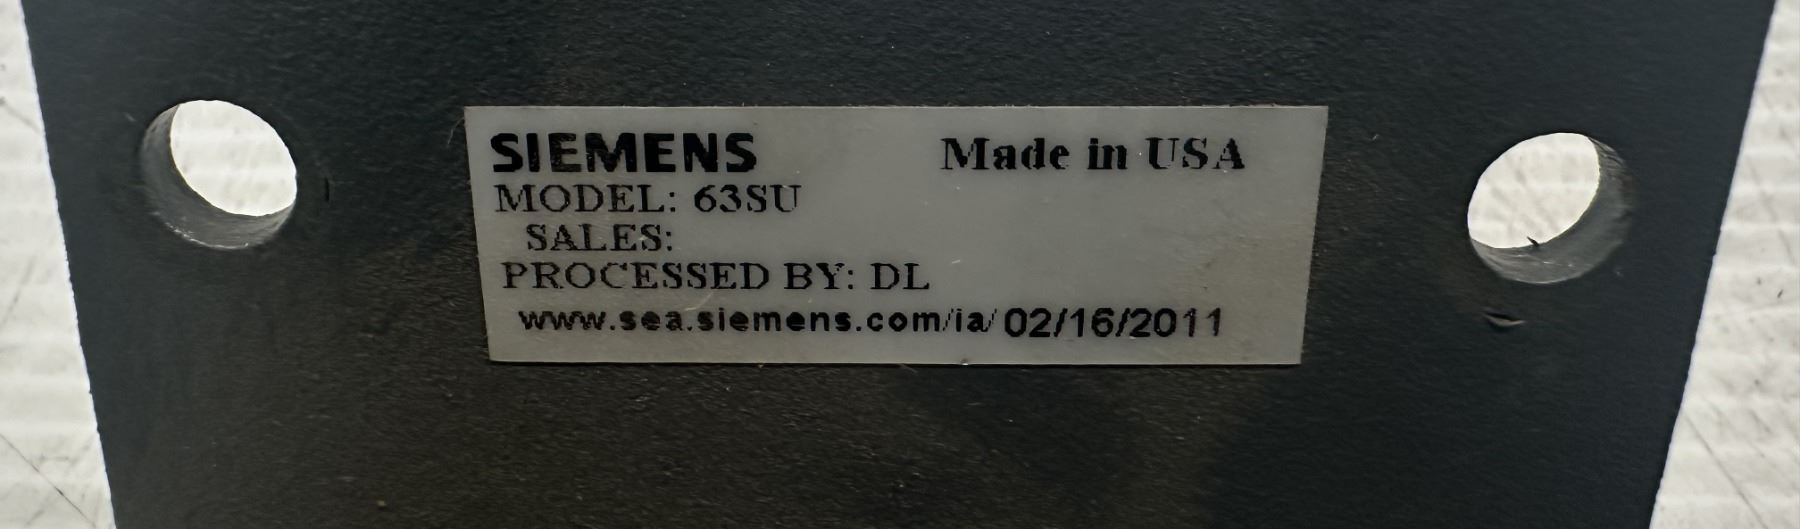 SIEMENS Made in USA
MODEL: 63SU
SALES:
PROCESSED BY: DL
www.sea.siemens.com/ia/ 02/16/2011